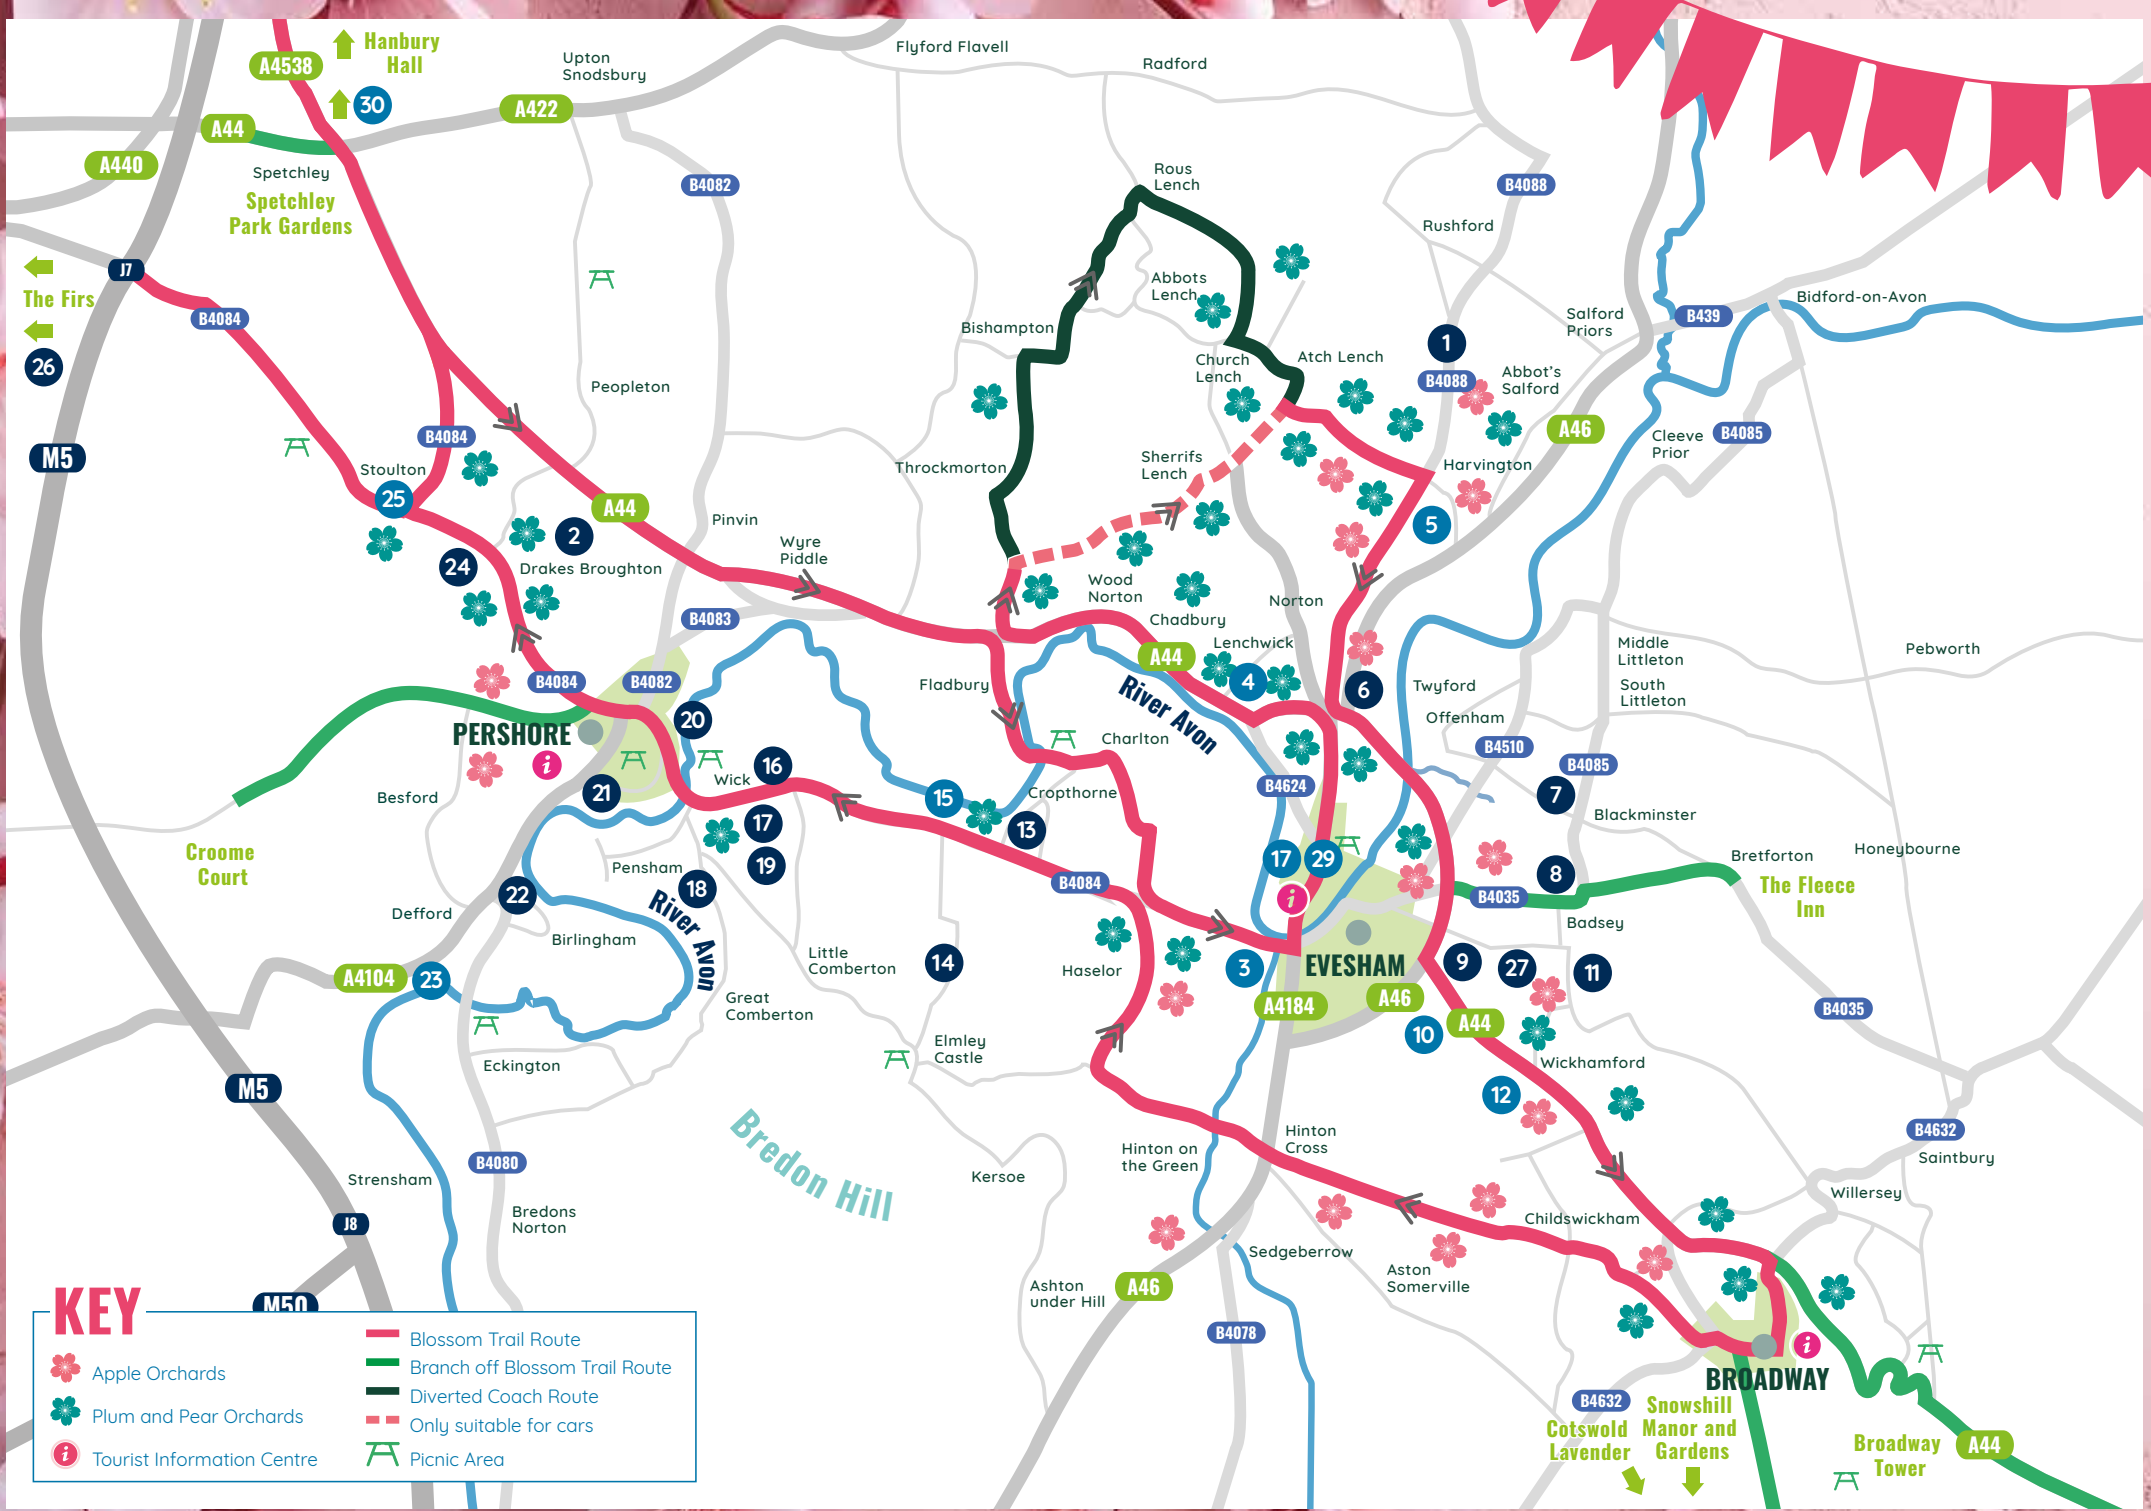 A4538
Hanbury
Hall
30
Upton
Snodsbury
Flyford Flavell
Radford
A44
A422
A440
Spetchley
Spetchley
Park Gardens
B4082
Rous
Lench
B4088
Rushford
J7
The Firs
26
B4084
Abbots
Lench
Bishampton
Salford
Priors
B439
Bidford-on-Avon
1
B4088
Church
Lench
Atch Lench
Abbot's
Salford
Peopleton
M5
B4084
Stoulton
25
A44
Throckmorton
Sherrifs
Lench
Harvington
A46
Cleeve
Prior
B4085
5
2
24
Drakes Broughton
Pinvin
Wyre
Piddle
Wood
Norton
Norton
Chadbury
B4083
Lenchwick
A44
4
6
Middle
Littleton
Pebworth
South
Littleton
Twyford
Offenham
B4084
B4082
Fladbury
River Avon
PERSHORE
i
20
Charlton
B4510
B4085
Besford
21
Wick
16
15
Cropthorne
13
B4624
7
Blackminster
17
19
Pensham
18
River Avon
17
29
i
8
B4035
Bretforton
Honeybourne
The Fleece
Inn
Croome
Court
22
B4084
Badsey
Defford
Birlingham
Little
Comberton
14
Haselor
3
EVESHAM
9
27
11
A4104
23
Great
Comberton
A4184
A46
10
A44
B4035
Elmley
Castle
Eckington
Wickhamford
12
M5
Bredon Hill
Hinton on
the Green
Hinton
Cross
B4632
Saintbury
B4080
Strensham
Kersoe
Willersey
Bredons
Norton
J8
Childswickham
Sedgeberrow
Aston
Somerville
Ashton
under Hill
A46
M50
B4078
i
BROADWAY
B4632
Cotswold
Lavender
Snowshill
Manor and
Gardens
Broadway
Tower
A44
KEY
Apple Orchards
Plum and Pear Orchards
i
Tourist Information Centre
Blossom Trail Route
Branch off Blossom Trail Route
Diverted Coach Route
Only suitable for cars
Picnic Area